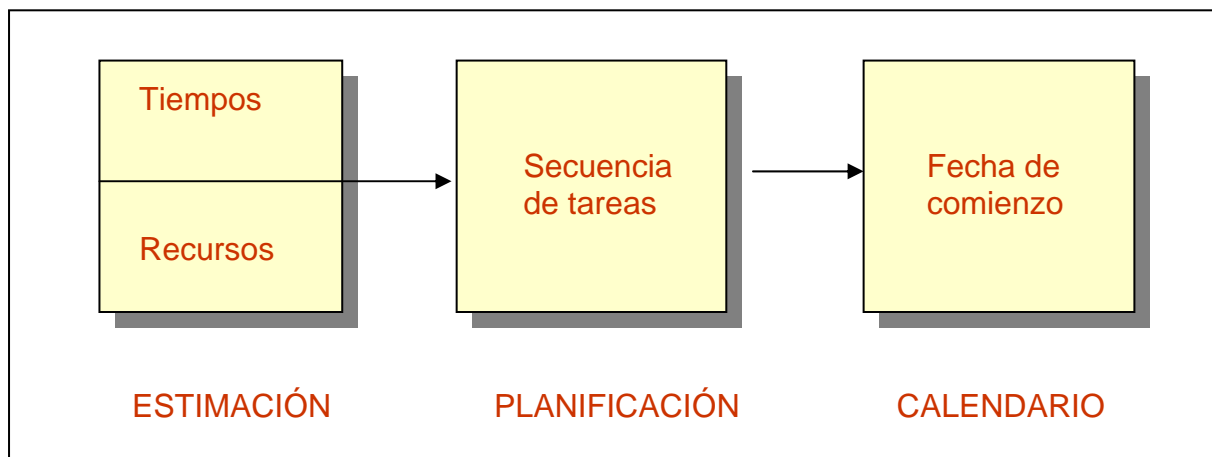 Tiempos
Recursos
Secuencia
de tareas
Fecha de
comienzo
ESTIMACIÓN
PLANIFICACIÓN
CALENDARIO